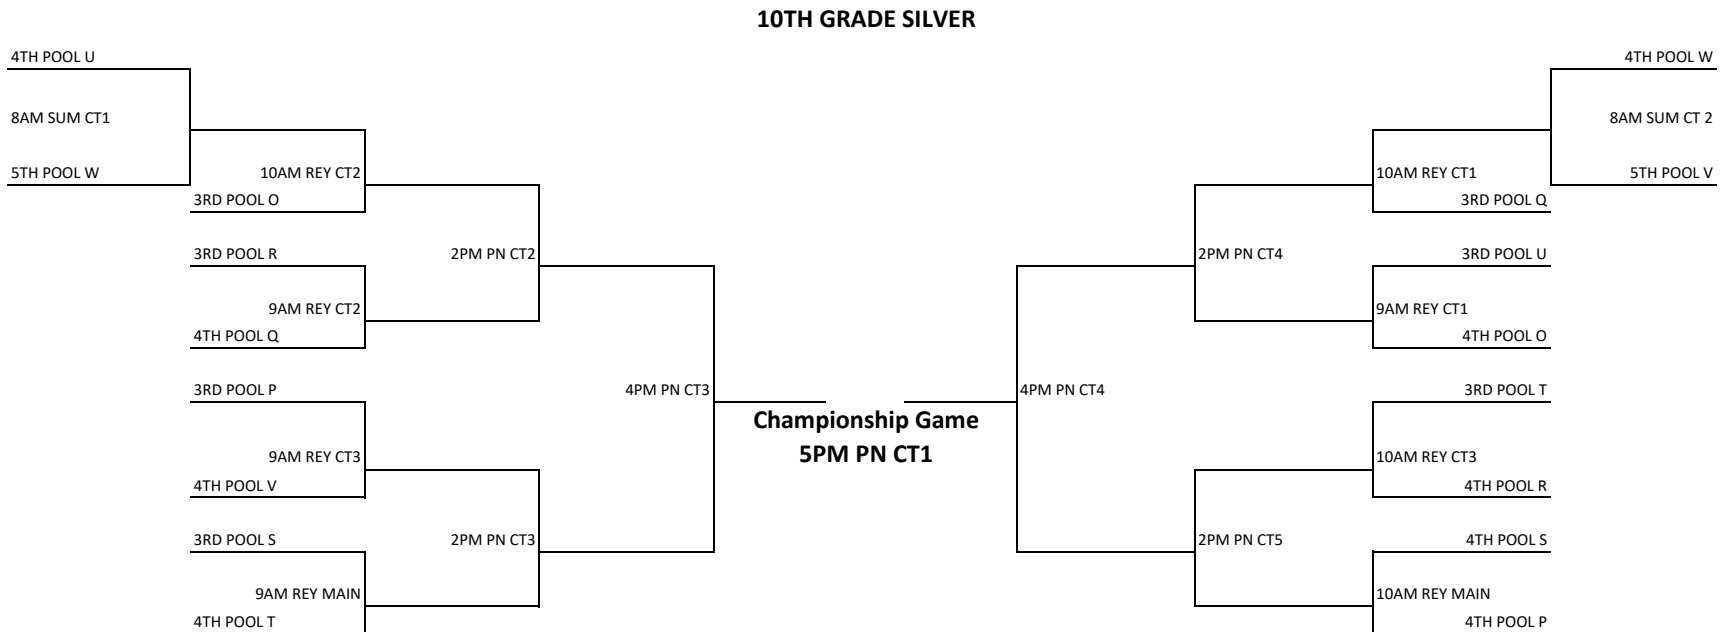 10TH GRADE SILVER
4TH POOL U
4TH POOL W
8AM SUM CT1
8AM SUM CT 2
5TH POOL W
10AM REY CT2
10AM REY CT1
5TH POOL V
3RD POOL O
3RD POOL Q
3RD POOL R
2PM PN CT2
2PM PN CT4
3RD POOL U
9AM REY CT2
9AM REY CT1
4TH POOL Q
4TH POOL O
3RD POOL P
4PM PN CT3
4PM PN CT4
3RD POOL T
Championship Game
5PM PN CT1
9AM REY CT3
10AM REY CT3
4TH POOL V
4TH POOL R
3RD POOL S
2PM PN CT3
2PM PN CT5
4TH POOL S
9AM REY MAIN
10AM REY MAIN
4TH POOL T
4TH POOL P